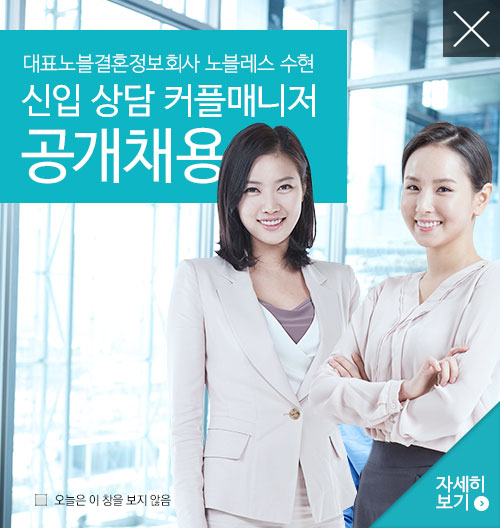 대표노블결혼정보회사 노블레스 수현
신입 상담 커플매니저
공개채용
자세히
보기
오늘은 이 창을 보지 않음